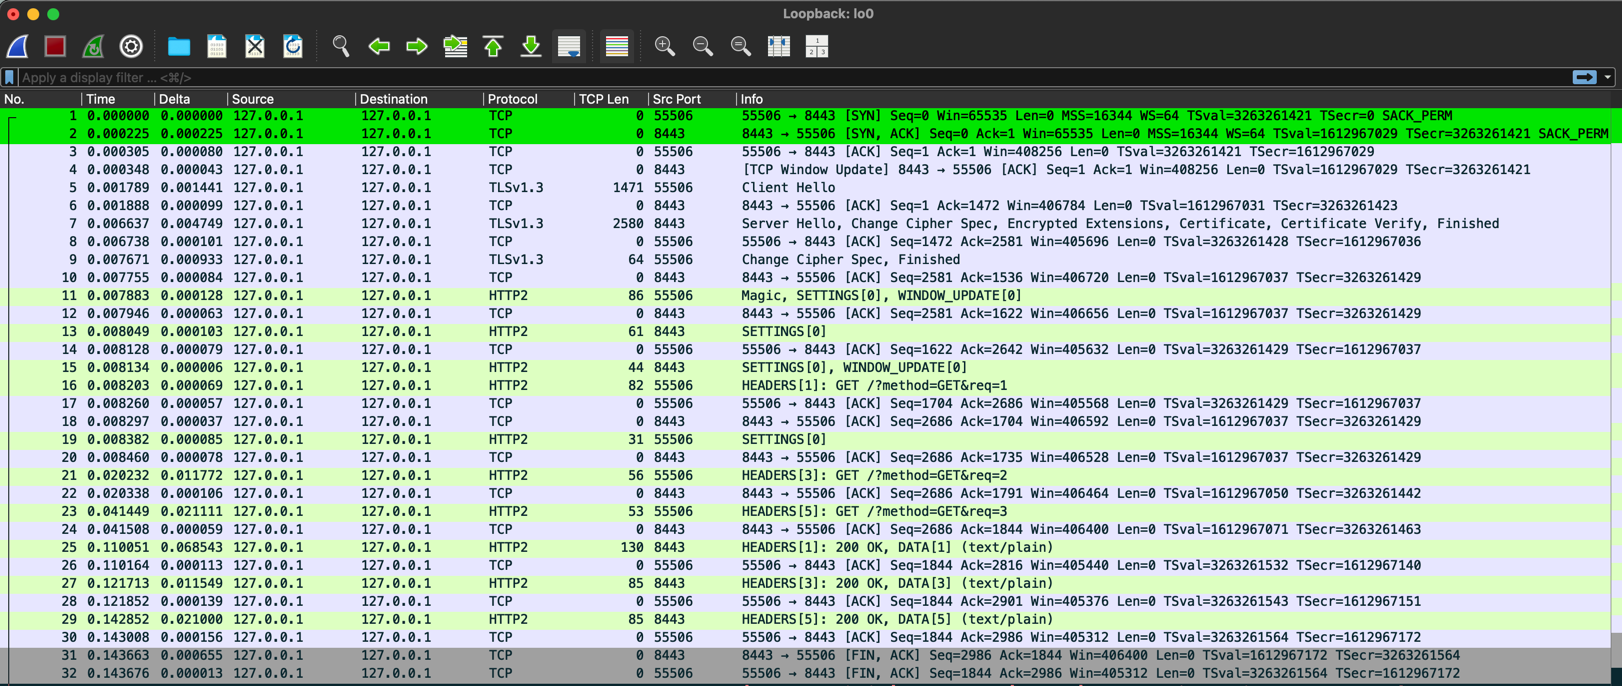 Loopback: lo0
Apply a display filter ... <⌘/>
No. Time Delta Source Destination Protocol TCP Len Src Port Info
1 0.000000 0.000000 127.0.0.1 127.0.0.1 TCP 0 55506 55506 → 8443 [SYN] Seq=0 Win=65535 Len=0 MSS=16344 WS=64 TSval=3263261421 TSecr=0 SACK_PERM
2 0.000225 0.000225 127.0.0.1 127.0.0.1 TCP 0 8443 8443 → 55506 [SYN, ACK] Seq=0 Ack=1 Win=65535 Len=0 MSS=16344 WS=64 TSval=1612967029 TSecr=3263261421 SACK_PERM
3 0.000305 0.000080 127.0.0.1 127.0.0.1 TCP 0 55506 55506 → 8443 [ACK] Seq=1 Ack=1 Win=408256 Len=0 TSval=3263261421 TSecr=1612967029
4 0.000348 0.000043 127.0.0.1 127.0.0.1 TCP 0 8443 [TCP Window Update] 8443 → 55506 [ACK] Seq=1 Ack=1 Win=408256 Len=0 TSval=1612967029 TSecr=3263261421
5 0.001789 0.001441 127.0.0.1 127.0.0.1 TLSv1.3 1471 55506 Client Hello
6 0.001888 0.000099 127.0.0.1 127.0.0.1 TCP 0 8443 8443 → 55506 [ACK] Seq=1 Ack=1472 Win=406784 Len=0 TSval=1612967031 TSecr=3263261423
7 0.006637 0.004749 127.0.0.1 127.0.0.1 TLSv1.3 2580 8443 Server Hello, Change Cipher Spec, Encrypted Extensions, Certificate, Certificate Verify, Finished
8 0.006738 0.000101 127.0.0.1 127.0.0.1 TCP 0 55506 55506 → 8443 [ACK] Seq=1472 Ack=2581 Win=405696 Len=0 TSval=3263261428 TSecr=1612967036
9 0.007671 0.000933 127.0.0.1 127.0.0.1 TLSv1.3 64 55506 Change Cipher Spec, Finished
10 0.007755 0.000084 127.0.0.1 127.0.0.1 TCP 0 8443 8443 → 55506 [ACK] Seq=2581 Ack=1536 Win=406720 Len=0 TSval=1612967037 TSecr=3263261429
11 0.007883 0.000128 127.0.0.1 127.0.0.1 HTTP2 86 55506 Magic, SETTINGS[0], WINDOW_UPDATE[0]
12 0.007946 0.000063 127.0.0.1 127.0.0.1 TCP 0 8443 8443 → 55506 [ACK] Seq=2581 Ack=1622 Win=406656 Len=0 TSval=1612967037 TSecr=3263261429
13 0.008049 0.000103 127.0.0.1 127.0.0.1 HTTP2 61 8443 SETTINGS[0]
14 0.008128 0.000079 127.0.0.1 127.0.0.1 TCP 0 55506 55506 → 8443 [ACK] Seq=1622 Ack=2642 Win=405632 Len=0 TSval=3263261429 TSecr=1612967037
15 0.008134 0.000006 127.0.0.1 127.0.0.1 HTTP2 44 8443 SETTINGS[0], WINDOW_UPDATE[0]
16 0.008203 0.000069 127.0.0.1 127.0.0.1 HTTP2 82 55506 HEADERS[1]: GET /?method=GET&req=1
17 0.008260 0.000057 127.0.0.1 127.0.0.1 TCP 0 55506 55506 → 8443 [ACK] Seq=1704 Ack=2686 Win=405568 Len=0 TSval=3263261429 TSecr=1612967037
18 0.008297 0.000037 127.0.0.1 127.0.0.1 TCP 0 8443 8443 → 55506 [ACK] Seq=2686 Ack=1704 Win=406592 Len=0 TSval=1612967037 TSecr=3263261429
19 0.008382 0.000085 127.0.0.1 127.0.0.1 HTTP2 31 55506 SETTINGS[0]
20 0.008460 0.000078 127.0.0.1 127.0.0.1 TCP 0 8443 8443 → 55506 [ACK] Seq=2686 Ack=1735 Win=406528 Len=0 TSval=1612967037 TSecr=3263261429
21 0.020232 0.011772 127.0.0.1 127.0.0.1 HTTP2 56 55506 HEADERS[3]: GET /?method=GET&req=2
22 0.020338 0.000106 127.0.0.1 127.0.0.1 TCP 0 8443 8443 → 55506 [ACK] Seq=2686 Ack=1791 Win=406464 Len=0 TSval=1612967050 TSecr=3263261442
23 0.041449 0.021111 127.0.0.1 127.0.0.1 HTTP2 53 55506 HEADERS[5]: GET /?method=GET&req=3
24 0.041508 0.000059 127.0.0.1 127.0.0.1 TCP 0 8443 8443 → 55506 [ACK] Seq=2686 Ack=1844 Win=406400 Len=0 TSval=1612967071 TSecr=3263261463
25 0.110051 0.068543 127.0.0.1 127.0.0.1 HTTP2 130 8443 HEADERS[1]: 200 OK, DATA[1] (text/plain)
26 0.110164 0.000113 127.0.0.1 127.0.0.1 TCP 0 55506 55506 → 8443 [ACK] Seq=1844 Ack=2816 Win=405440 Len=0 TSval=3263261532 TSecr=1612967140
27 0.121713 0.011549 127.0.0.1 127.0.0.1 HTTP2 85 8443 HEADERS[3]: 200 OK, DATA[3] (text/plain)
28 0.121852 0.000139 127.0.0.1 127.0.0.1 TCP 0 55506 55506 → 8443 [ACK] Seq=1844 Ack=2901 Win=405376 Len=0 TSval=3263261543 TSecr=1612967151
29 0.142852 0.021000 127.0.0.1 127.0.0.1 HTTP2 85 8443 HEADERS[5]: 200 OK, DATA[5] (text/plain)
30 0.143008 0.000156 127.0.0.1 127.0.0.1 TCP 0 55506 55506 → 8443 [ACK] Seq=1844 Ack=2986 Win=405312 Len=0 TSval=3263261564 TSecr=1612967172
31 0.143663 0.000655 127.0.0.1 127.0.0.1 TCP 0 8443 8443 → 55506 [FIN, ACK] Seq=2986 Ack=1844 Win=406400 Len=0 TSval=1612967172 TSecr=3263261564
32 0.143676 0.000013 127.0.0.1 127.0.0.1 TCP 0 55506 55506 → 8443 [FIN, ACK] Seq=1844 Ack=2986 Win=405312 Len=0 TSval=3263261564 TSecr=1612967172